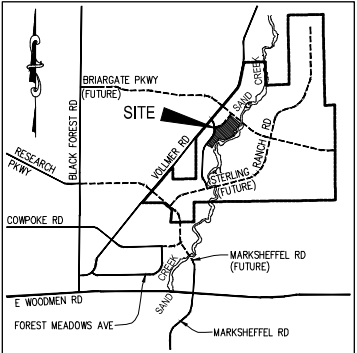 BRIARGATE PKWY
(FUTURE)
SITE
SAND
CREEK
BLACK FOREST RD
VOLLMER RD
RANCH RD
STERLING
(FUTURE)
RESEARCH
PKWY
COWPOKE RD
MARKSHEFFEL RD
(FUTURE)
CREEK
SAND
E WOODMEN RD
FOREST MEADOWS AVE
MARKSHEFFEL RD